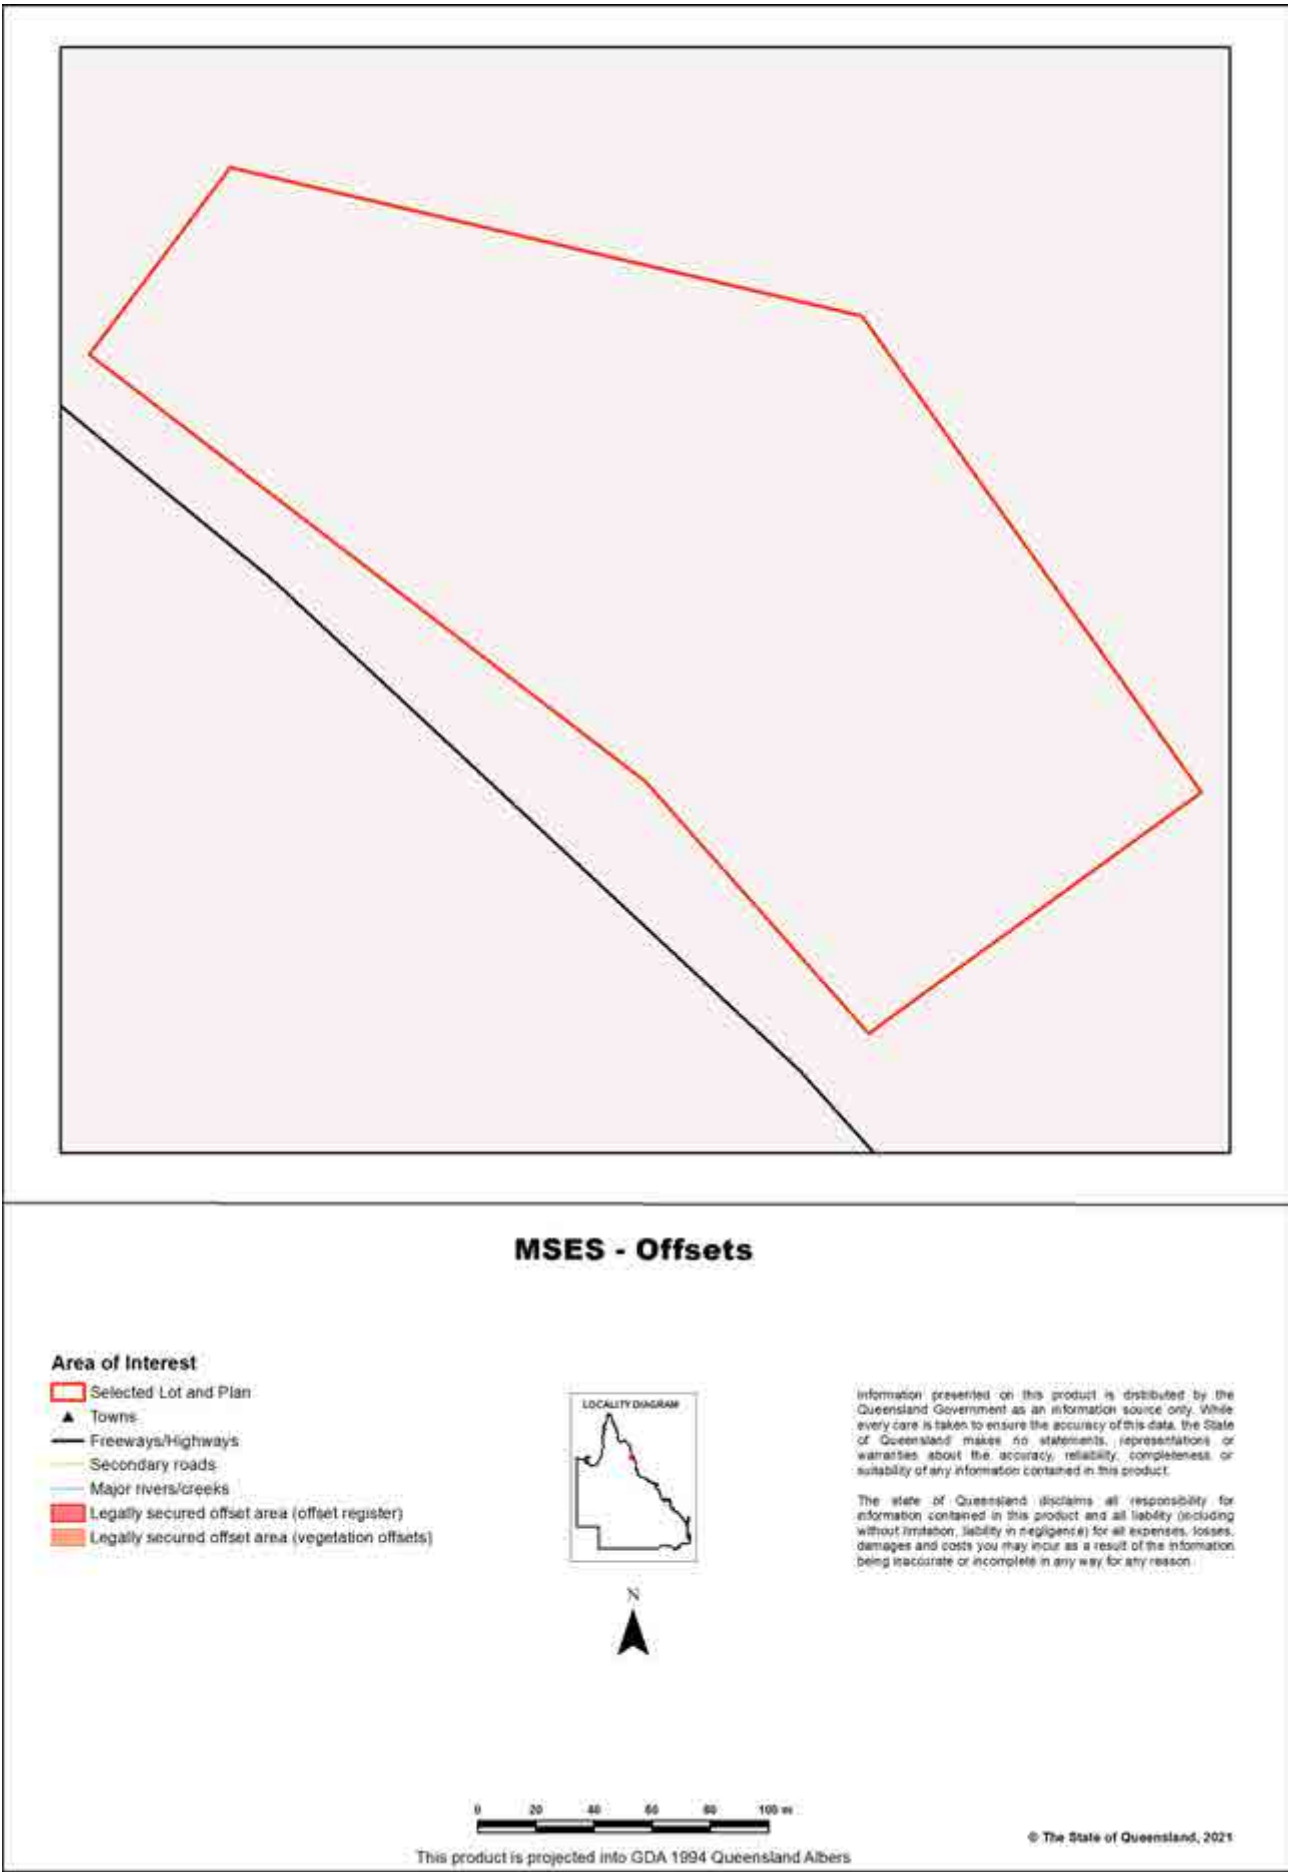 MSES - Offsets
Area of Interest
Selected Lot and Plan
Towns
Freeways/Highways
Secondary roads
Major rivers/creeks
Legally secured offset area (offset register)
Legally secured offset area (vegetation offsets)
LOCALITY DIAGRAM
N
Information presented on this product is distributed by the
Queensland Government as an information source only. While
every care is taken to ensure the accuracy of this data, the State
of Queensland makes no statements, representations or
warranties about the accuracy, reliability, completeness or
suitability of any information contained in this product.
The state of Queensland disclaims all responsibility for
information contained in this product and all liability (including
without limitation, liability in negligence) for all expenses, losses,
damages and costs you may incur as a result of the information
being inaccurate or incomplete in any way for any reason.
0 20 40 60 80 100 m
This product is projected into GDA 1994 Queensland Albers
© The State of Queensland, 2021